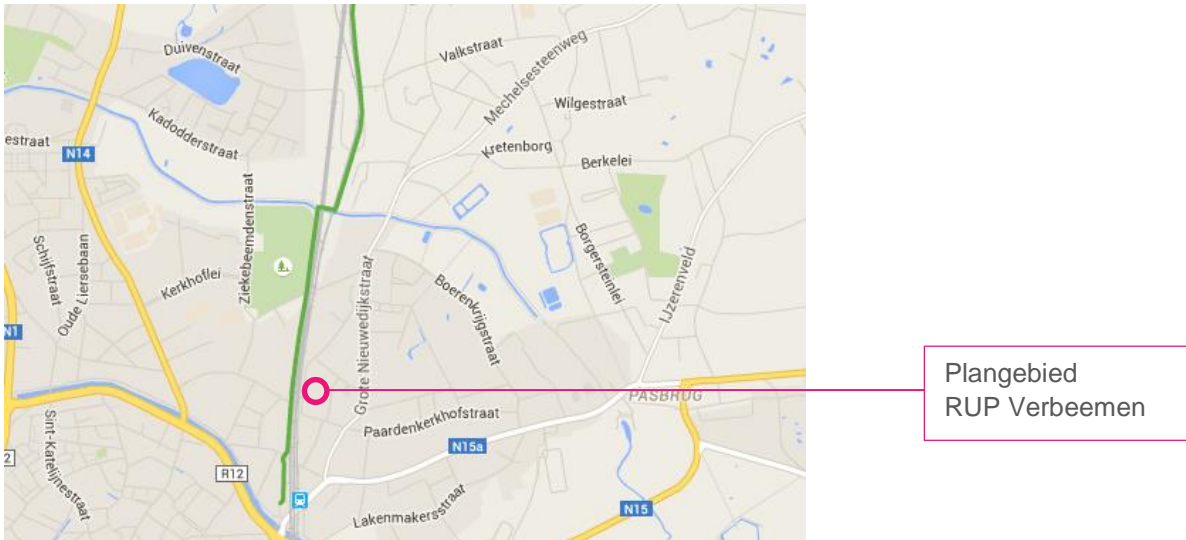 Duivenstraat
Valkstraat
Mechelsesteenweg
Wilgestraat
Kadodderstraat
estraat
N14
Kretenborg
Berkelei
Ziekebeemdenstraat
Schijfstraat
Oude Liersebaan
Kerkhoflei
Grote Nieuwedijkstraat
Boerenkrijgstraat
Borgersteinlei
IJzerenveld
N1
Plangebied
RUP Verbeemen
PASBRUG
Paardenkerkhofstraat
N15a
Sint-Katelijnestraat
2
R12
Lakenmakersstraat
N15